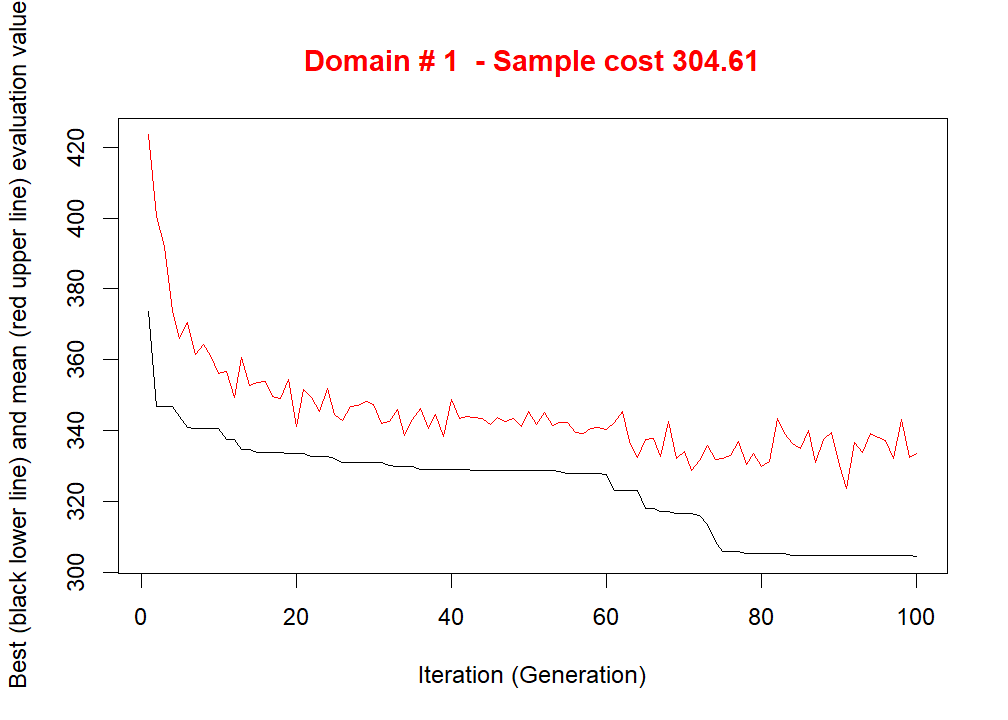 Domain # 1  - Sample cost 304.61
Best (black lower line) and mean (red upper line) evaluation value
420
400
380
360
340
320
300
0 20 40 60 80 100
Iteration (Generation)